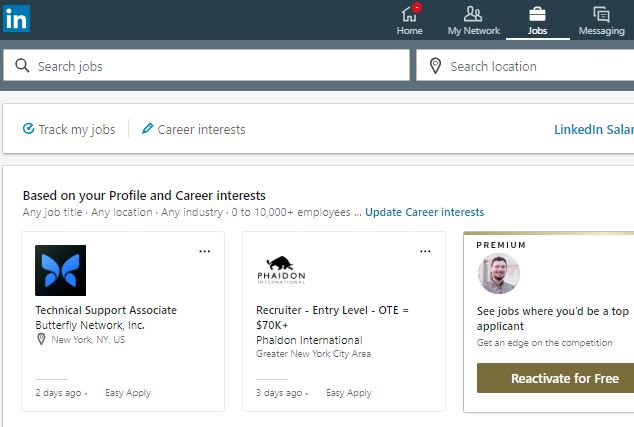 in
Home
My Network
Jobs
Messaging
Search jobs
Search location
Track my jobs
Career interests
LinkedIn Salar
Based on your Profile and Career interests
Any job title · Any location · Any industry · 0 to 10,000+ employees ... Update Career interests
Technical Support Associate
Butterfly Network, Inc.
New York, NY, US
2 days ago · Easy Apply
PHAIDON
INTERNATIONAL
Recruiter - Entry Level - OTE =
$70K+
Phaidon International
Greater New York City Area
3 days ago · Easy Apply
PREMIUM
See jobs where you'd be a top
applicant
Get an edge on the competition
Reactivate for Free